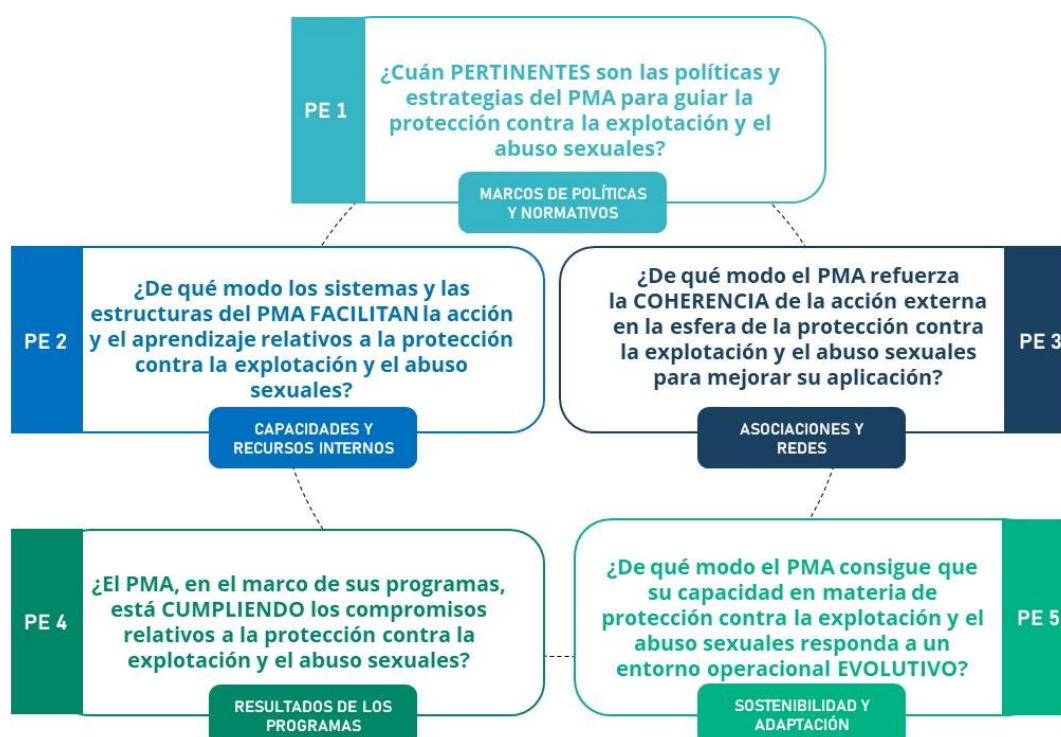 PE 1
¿Cuán PERTINENTES son las políticas y
estrategias del PMA para guiar la
protección contra la explotación y el
abuso sexuales?
MARCOS DE POLÍTICAS
Y NORMATIVOS
PE 2
¿De qué modo los sistemas y las
estructuras del PMA FACILITAN la acción
y el aprendizaje relativos a la protección
contra la explotación y el abuso
sexuales?
CAPACIDADES Y
RECURSOS INTERNOS
¿De qué modo el PMA refuerza
la COHERENCIA de la acción externa
en la esfera de la protección contra
la explotación y el abuso sexuales
para mejorar su aplicación?
PE 3
ASOCIACIONES Y
REDES
PE 4
¿El PMA, en el marco de sus programas,
está CUMPLIENDO los compromisos
relativos a la protección contra la
explotación y el abuso sexuales?
RESULTADOS DE LOS
PROGRAMAS
¿De qué modo el PMA consigue que
su capacidad en materia de
protección contra la explotación y el
abuso sexuales responda a un
entorno operacional EVOLUTIVO?
PE 5
SOSTENIBILIDAD Y
ADAPTACIÓN